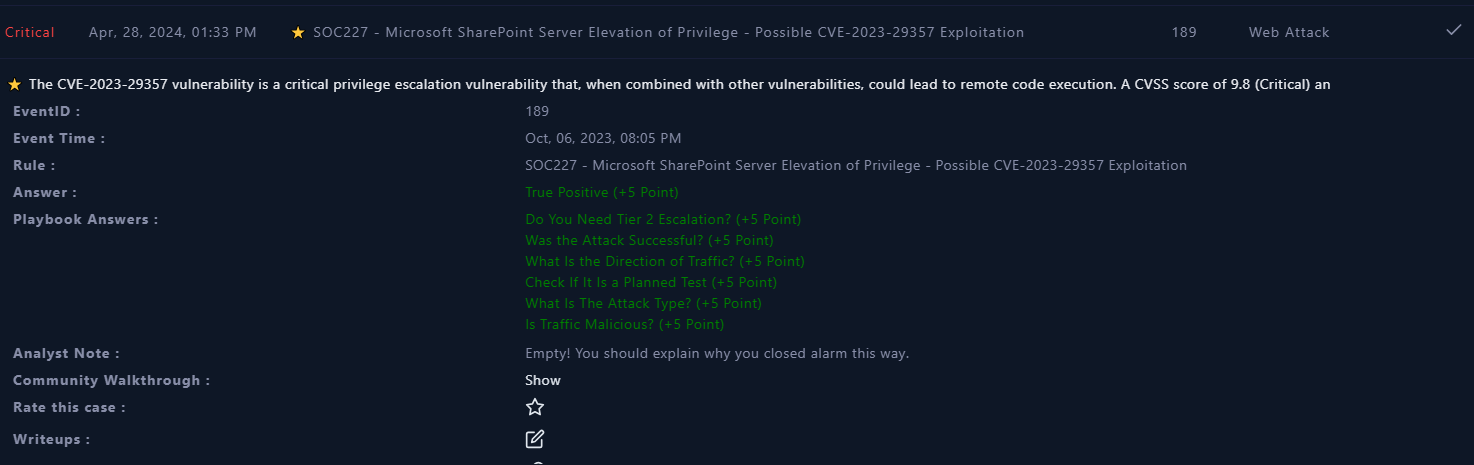 Critical Apr, 28, 2024, 01:33 PM SOC227 - Microsoft SharePoint Server Elevation of Privilege - Possible CVE-2023-29357 Exploitation 189 Web Attack
The CVE-2023-29357 vulnerability is a critical privilege escalation vulnerability that, when combined with other vulnerabilities, could lead to remote code execution. A CVSS score of 9.8 (Critical) an
EventID : 189
Event Time : Oct, 06, 2023, 08:05 PM
Rule : SOC227 - Microsoft SharePoint Server Elevation of Privilege - Possible CVE-2023-29357 Exploitation
Answer : True Positive (+5 Point)
Playbook Answers : Do You Need Tier 2 Escalation? (+5 Point)
Was the Attack Successful? (+5 Point)
What Is the Direction of Traffic? (+5 Point)
Check If It Is a Planned Test (+5 Point)
What Is The Attack Type? (+5 Point)
Is Traffic Malicious? (+5 Point)
Analyst Note : Empty! You should explain why you closed alarm this way.
Community Walkthrough : Show
Rate this case :
Writeups :